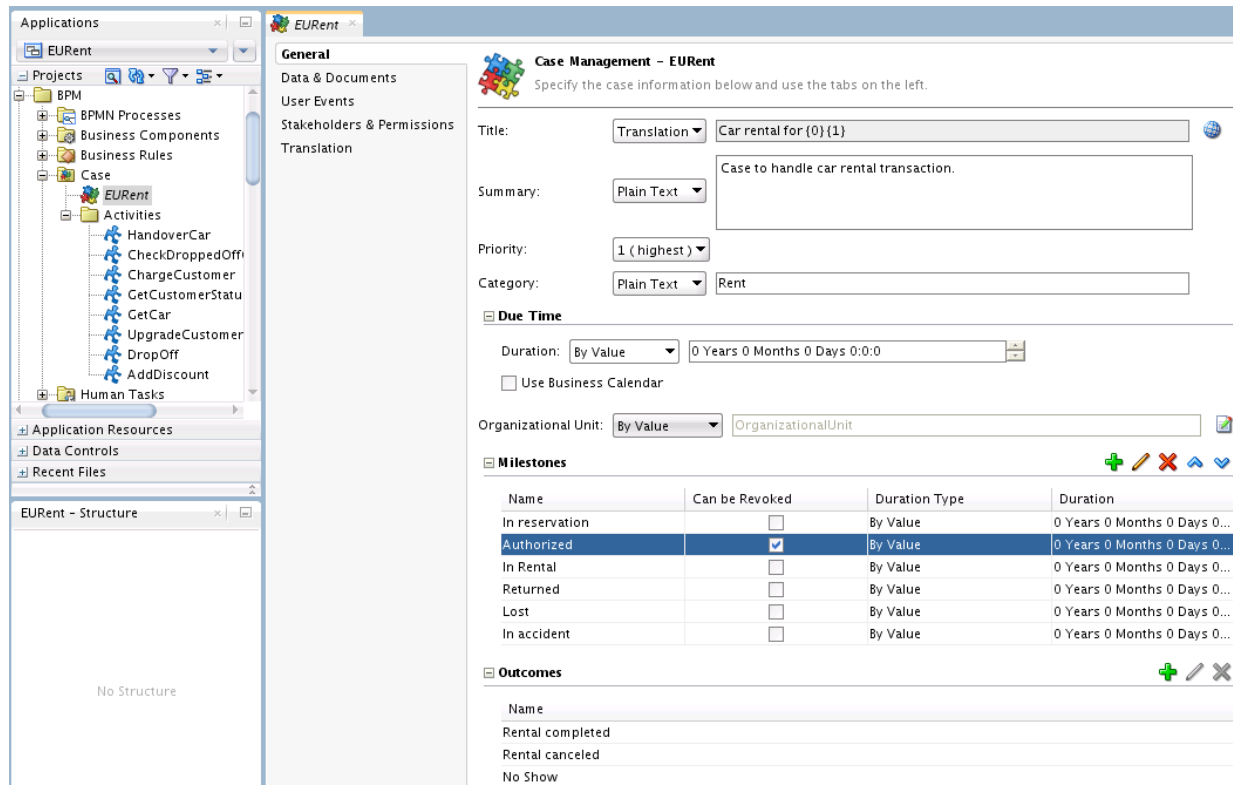 Applications
EURent
Projects
BPM
BPMN Processes
Business Components
Business Rules
Case
EURent
Activities
HandoverCar
CheckDroppedOff
ChargeCustomer
GetCustomerStatu
GetCar
UpgradeCustomer
DropOff
AddDiscount
Human Tasks
Application Resources
Data Controls
Recent Files
EURent - Structure
No Structure
EURent
General
Data & Documents
User Events
Stakeholders & Permissions
Translation
Case Management - EURent
Specify the case information below and use the tabs on the left.
Title: Translation Car rental for {0}{1}
Summary: Plain Text Case to handle car rental transaction.
Priority: 1 ( highest )
Category: Plain Text Rent
Due Time
Duration: By Value 0 Years 0 Months 0 Days 0:0:0
Use Business Calendar
Organizational Unit: By Value OrganizationalUnit
Milestones
Name Can be Revoked Duration Type Duration
In reservation By Value 0 Years 0 Months 0 Days 0...
Authorized By Value 0 Years 0 Months 0 Days 0...
In Rental By Value 0 Years 0 Months 0 Days 0...
Returned By Value 0 Years 0 Months 0 Days 0...
Lost By Value 0 Years 0 Months 0 Days 0...
In accident By Value 0 Years 0 Months 0 Days 0...
Outcomes
Name
Rental completed
Rental canceled
No Show